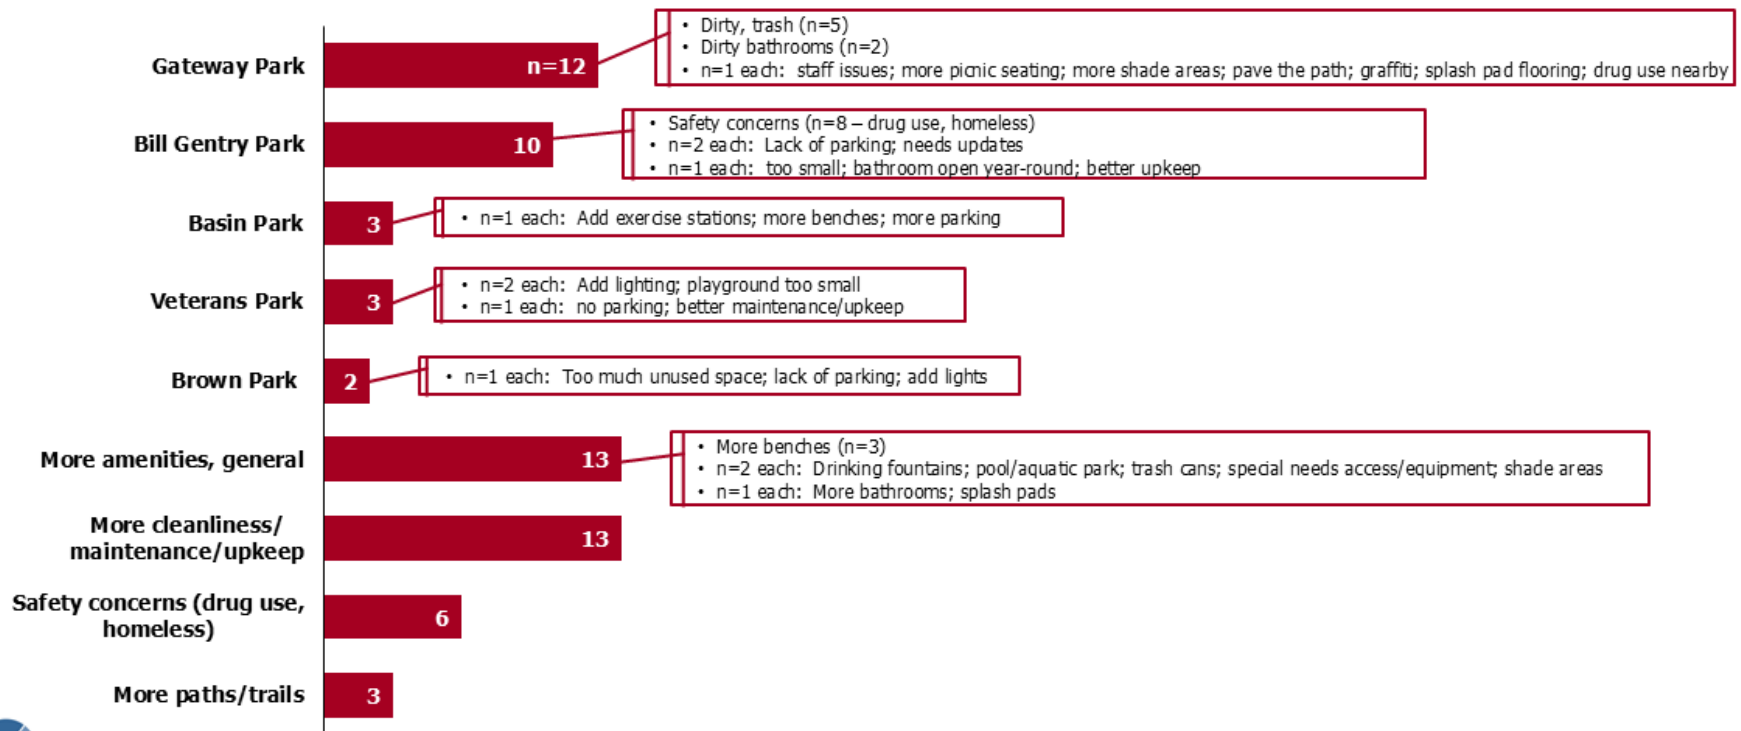 Gateway Park
n=12
• Dirty, trash (n=5)
• Dirty bathrooms (n=2)
• n=1 each: staff issues; more picnic seating; more shade areas; pave the path; graffiti; splash pad flooring; drug use nearby
Bill Gentry Park
10
• Safety concerns (n=8 – drug use, homeless)
• n=2 each: Lack of parking; needs updates
• n=1 each: too small; bathroom open year-round; better upkeep
Basin Park
3
• n=1 each: Add exercise stations; more benches; more parking
Veterans Park
3
• n=2 each: Add lighting; playground too small
• n=1 each: no parking; better maintenance/upkeep
Brown Park
2
• n=1 each: Too much unused space; lack of parking; add lights
More amenities, general
13
• More benches (n=3)
• n=2 each: Drinking fountains; pool/aquatic park; trash cans; special needs access/equipment; shade areas
• n=1 each: More bathrooms; splash pads
More cleanliness/
maintenance/upkeep
13
Safety concerns (drug use,
homeless)
6
More paths/trails
3